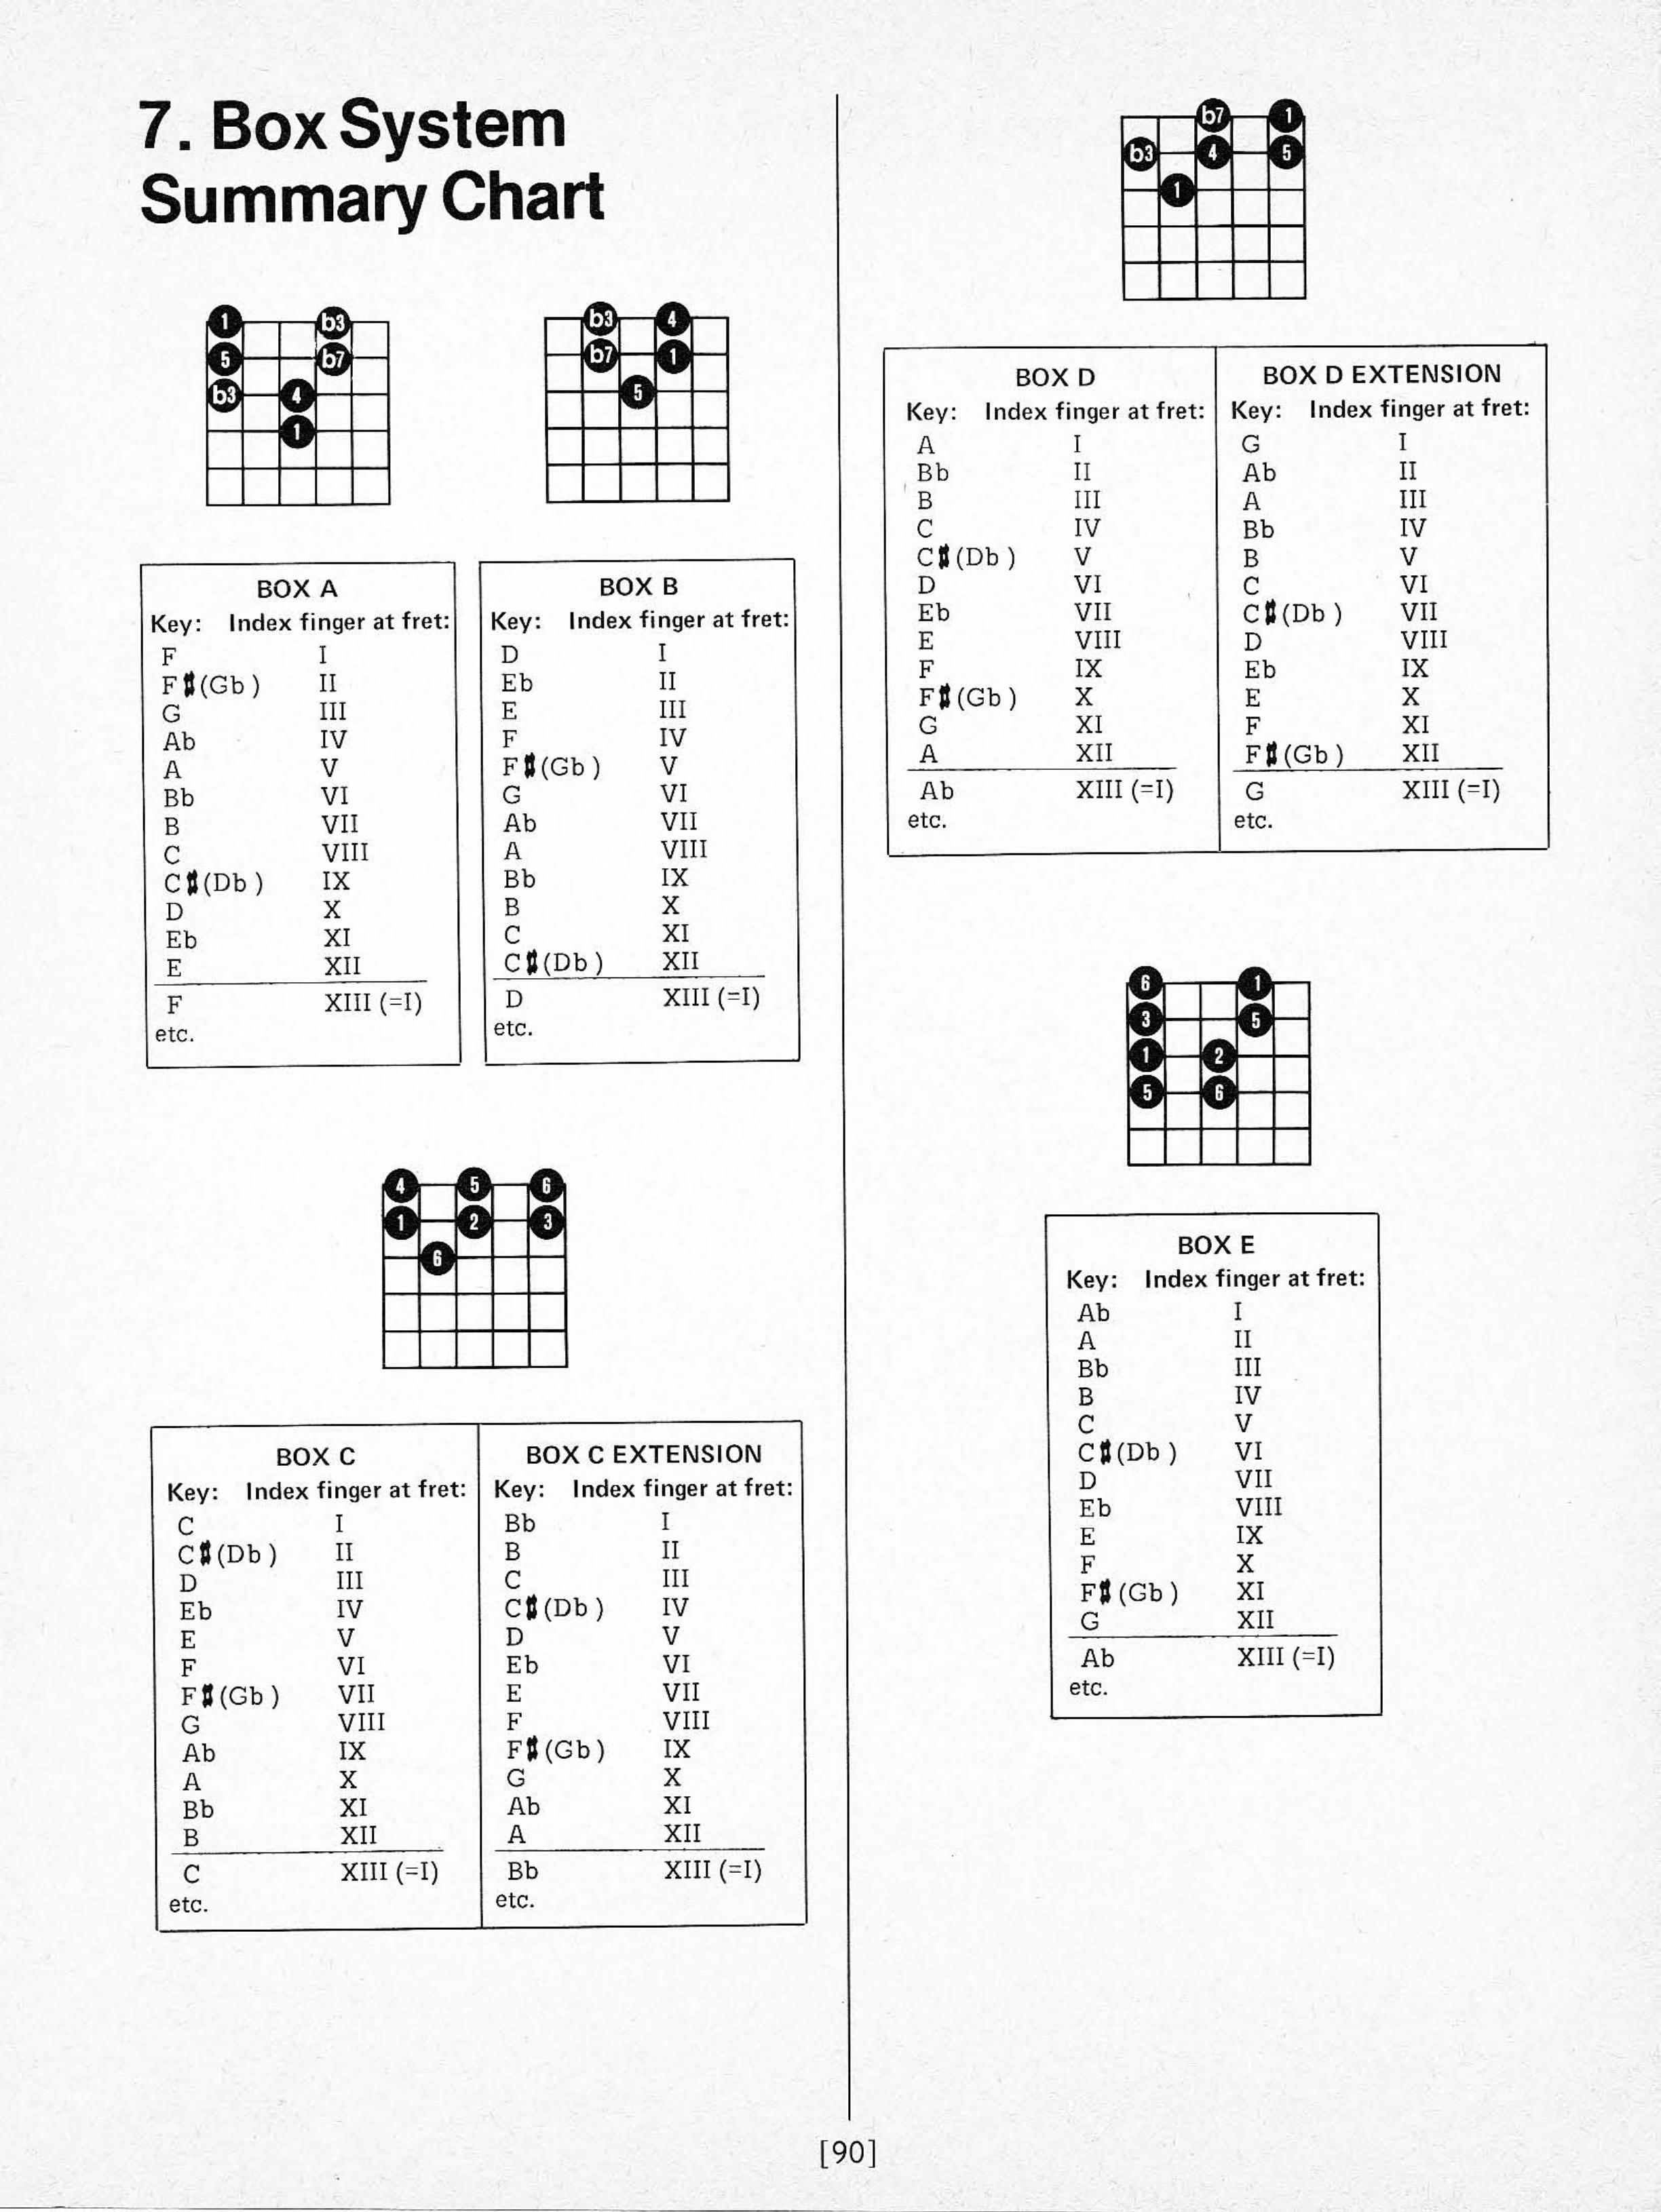 7. Box System
Summary Chart
1 b3
5 b7
b3 4
1
b3 4
b7 1
5
BOX A
Key: Index finger at fret:
F I
F♯(Gb) II
G III
Ab IV
A V
Bb VI
B VII
C VIII
C♯(Db) IX
D X
Eb XI
E XII
F XIII (=I)
etc.
BOX B
Key: Index finger at fret:
D I
Eb II
E III
F IV
F♯(Gb) V
G VI
Ab VII
A VIII
Bb IX
B X
C XI
C♯(Db) XII
D XIII (=I)
etc.
4 5 6
1 2 3
6
BOX C
Key: Index finger at fret:
C I
C♯(Db) II
D III
Eb IV
E V
F VI
F♯(Gb) VII
G VIII
Ab IX
A X
Bb XI
B XII
C XIII (=I)
etc.
BOX C EXTENSION
Key: Index finger at fret:
Bb I
B II
C III
C♯(Db) IV
D V
Eb VI
E VII
F VIII
F♯(Gb) IX
G X
Ab XI
A XII
Bb XIII (=I)
etc.
b7 1
b3 4 5
1
BOX D
Key: Index finger at fret:
A I
Bb II
B III
C IV
C♯(Db) V
D VI
Eb VII
E VIII
F IX
F♯(Gb) X
G XI
A XII
Ab XIII (=I)
etc.
BOX D EXTENSION
Key: Index finger at fret:
G I
Ab II
A III
Bb IV
B V
C VI
C♯(Db) VII
D VIII
Eb IX
E X
F XI
F♯(Gb) XII
G XIII (=I)
etc.
6 1
3 5
1 2
5 6
BOX E
Key: Index finger at fret:
Ab I
A II
Bb III
B IV
C V
C♯(Db) VI
D VII
Eb VIII
E IX
F X
F♯(Gb) XI
G XII
Ab XIII (=I)
etc.
[90]